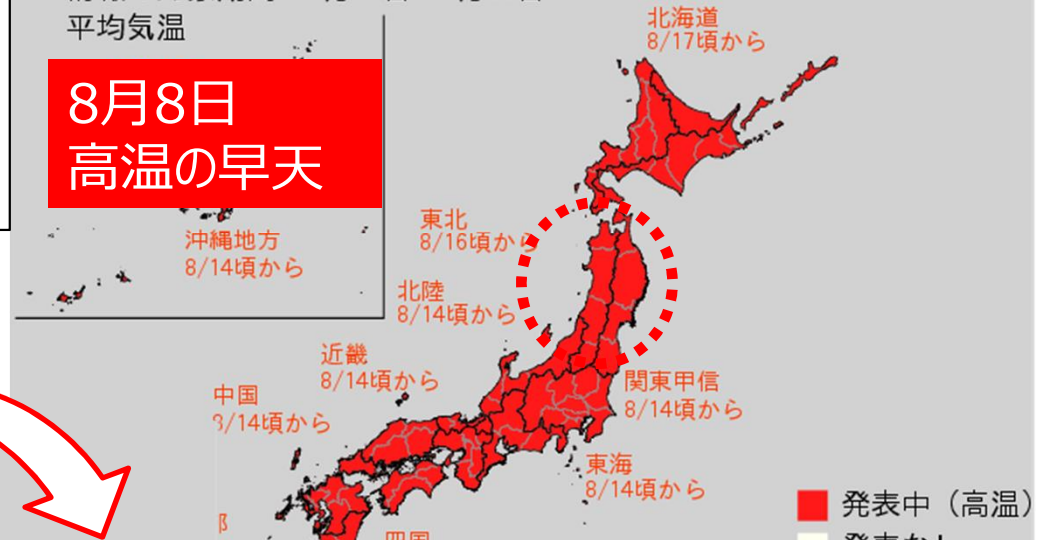 平均気温
8月8日
高温の早天
北海道
8/17頃から
東北
8/16頃から
沖縄地方
8/14頃から
北陸
8/14頃から
近畿
8/14頃から
中国
8/14頃から
関東甲信
8/14頃から
東海
8/14頃から
四国
発表中（高温）